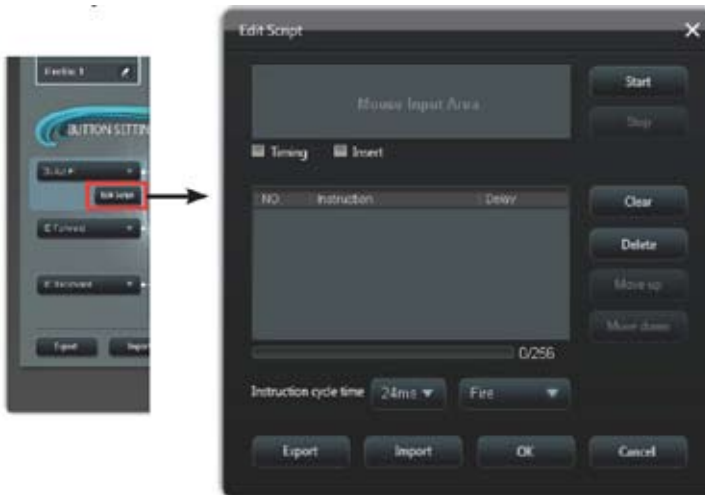 Edit Script
Mouse Input Area
Start
Stop
Timing
Insert
NO.
Instruction
Delay
Clear
Delete
Move up
Move down
0/256
Instruction cycle time
24ms
Fire
Export
Import
OK
Cancel
BUTTON SETTIN
Edit Script
Export
Import